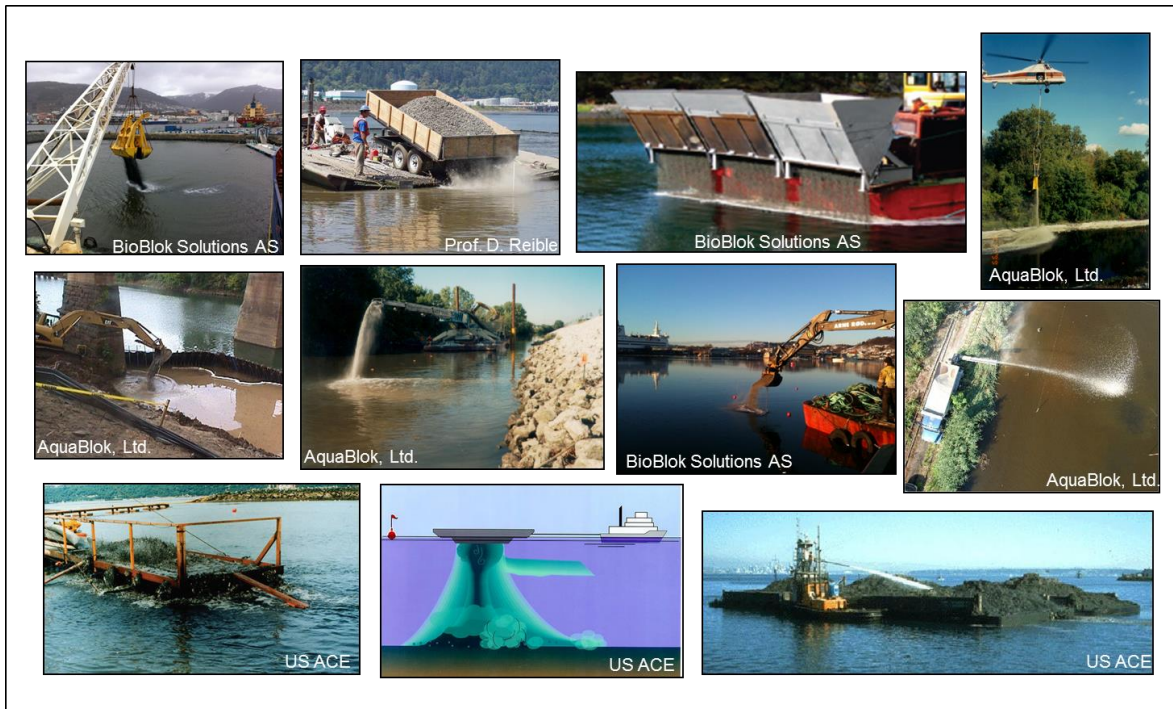 BioBlok Solutions AS
Prof. D. Reible
BioBlok Solutions AS
AquaBlok, Ltd.
AquaBlok, Ltd.
AquaBlok, Ltd.
BioBlok Solutions AS
AquaBlok, Ltd.
US ACE
US ACE
US ACE